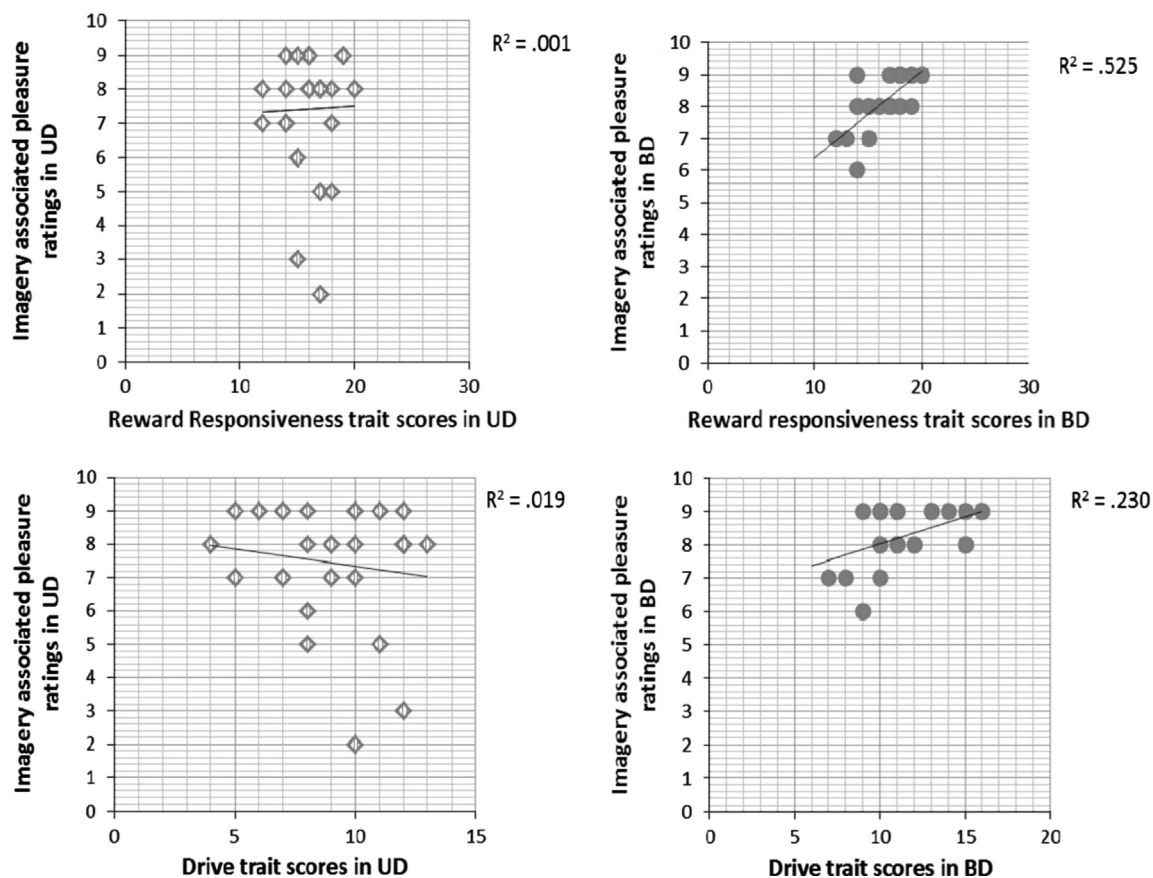 Imagery associated pleasure
ratings in UD
10
9
8
7
6
5
4
3
2
1
0
0 10 20 30
Reward Responsiveness trait scores in UD
R² = .001
Imagery associated pleasure
ratings in BD
10
9
8
7
6
5
4
3
2
1
0
0 10 20 30
Reward responsiveness trait scores in BD
R² = .525
Imagery associated pleasure
ratings in UD
10
9
8
7
6
5
4
3
2
1
0
0 5 10 15
Drive trait scores in UD
R² = .019
Imagery associated pleasure
ratings in BD
10
9
8
7
6
5
4
3
2
1
0
0 5 10 15 20
Drive trait scores in BD
R² = .230